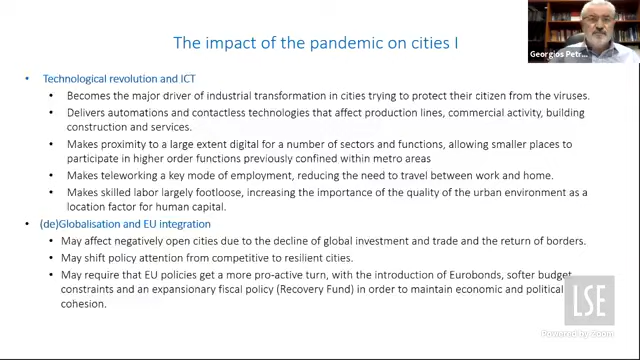 The impact of the pandemic on cities I
Georgios Petr...
• Technological revolution and ICT
• Becomes the major driver of industrial transformation in cities trying to protect their citizen from the viruses.
• Delivers automations and contactless technologies that affect production lines, commercial activity, building
construction and services.
• Makes proximity to a large extent digital for a number of sectors and functions, allowing smaller places to
participate in higher order functions previously confined within metro areas
• Makes teleworking a key mode of employment, reducing the need to travel between work and home.
• Makes skilled labor largely footloose, increasing the importance of the quality of the urban environment as a
location factor for human capital.
• (de)Globalisation and EU integration
• May affect negatively open cities due to the decline of global investment and trade and the return of borders.
• May shift policy attention from competitive to resilient cities.
• May require that EU policies get a more pro-active turn, with the introduction of Eurobonds, softer budget
constraints and an expansionary fiscal policy (Recovery Fund) in order to maintain economic and political
cohesion.
LSE
Powered by Zoom